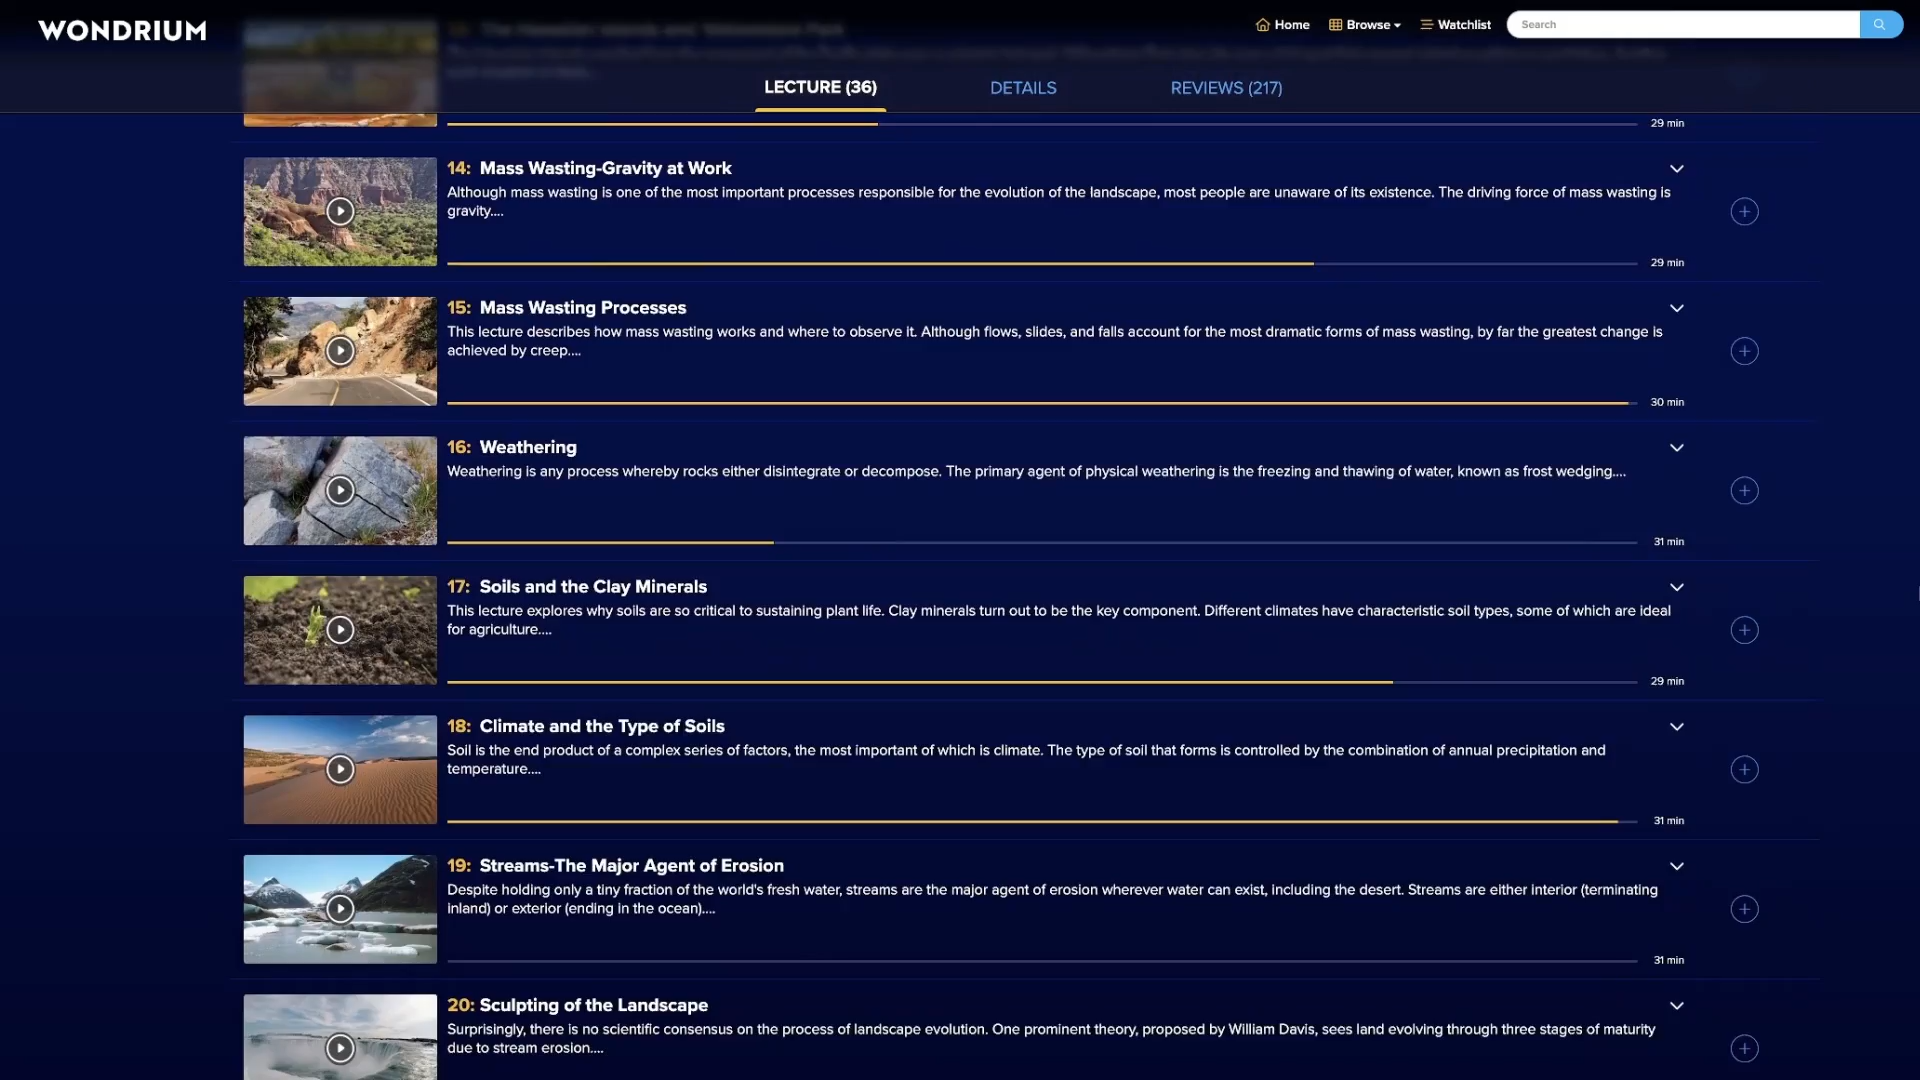 WONDRIUM
Home
Browse
Watchlist
Search
LECTURE (36)
DETAILS
REVIEWS (217)
29 min
14: Mass Wasting-Gravity at Work
Although mass wasting is one of the most important processes responsible for the evolution of the landscape, most people are unaware of its existence. The driving force of mass wasting is
gravity....
29 min
15: Mass Wasting Processes
This lecture describes how mass wasting works and where to observe it. Although flows, slides, and falls account for the most dramatic forms of mass wasting, by far the greatest change is
achieved by creep....
30 min
16: Weathering
Weathering is any process whereby rocks either disintegrate or decompose. The primary agent of physical weathering is the freezing and thawing of water, known as frost wedging....
31 min
17: Soils and the Clay Minerals
This lecture explores why soils are so critical to sustaining plant life. Clay minerals turn out to be the key component. Different climates have characteristic soil types, some of which are ideal
for agriculture....
29 min
18: Climate and the Type of Soils
Soil is the end product of a complex series of factors, the most important of which is climate. The type of soil that forms is controlled by the combination of annual precipitation and
temperature....
31 min
19: Streams-The Major Agent of Erosion
Despite holding only a tiny fraction of the world's fresh water, streams are the major agent of erosion wherever water can exist, including the desert. Streams are either interior (terminating
inland) or exterior (ending in the ocean)....
31 min
20: Sculpting of the Landscape
Surprisingly, there is no scientific consensus on the process of landscape evolution. One prominent theory, proposed by William Davis, sees land evolving through three stages of maturity
due to stream erosion....